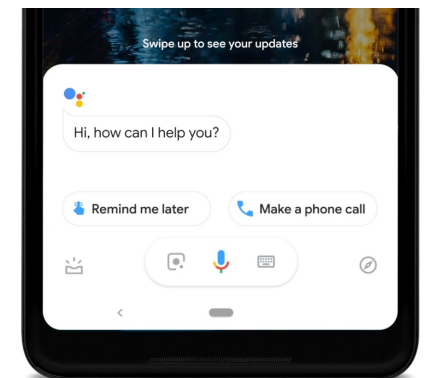 Swipe up to see your updates
Hi, how can I help you?
Remind me later
Make a phone call